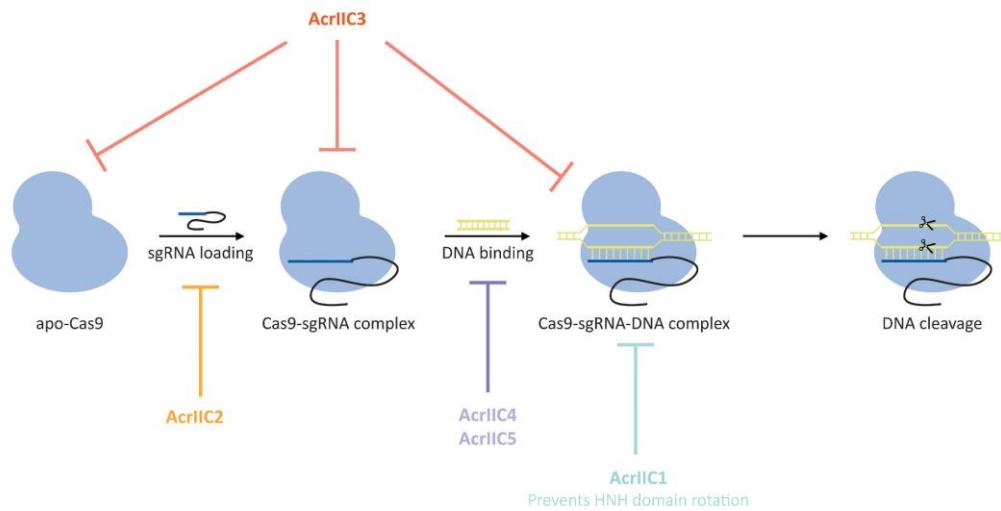 AcrIIC3
sgRNA loading
DNA binding
apo-Cas9
Cas9-sgRNA complex
Cas9-sgRNA-DNA complex
DNA cleavage
AcrIIC2
AcrIIC4
AcrIIC5
AcrIIC1
Prevents HNH domain rotation